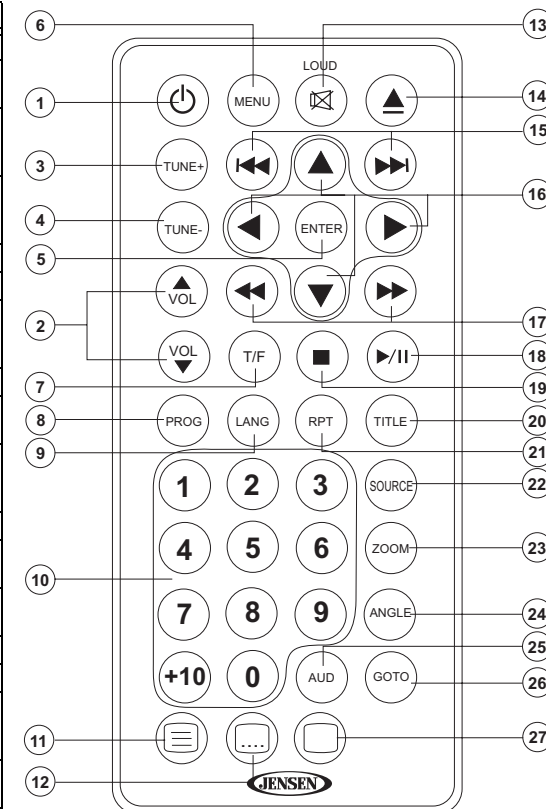 6
13
LOUD
1
MENU
14
15
3
TUNE+
16
4
TUNE-
ENTER
5
VOL
2
17
VOL
T/F
18
7
19
8
PROG
LANG
RPT
TITLE
20
9
21
1
2
3
SOURCE
22
4
5
6
ZOOM
23
10
7
8
9
ANGLE
24
25
+10
0
AUD
GOTO
26
11
27
12
JENSEN